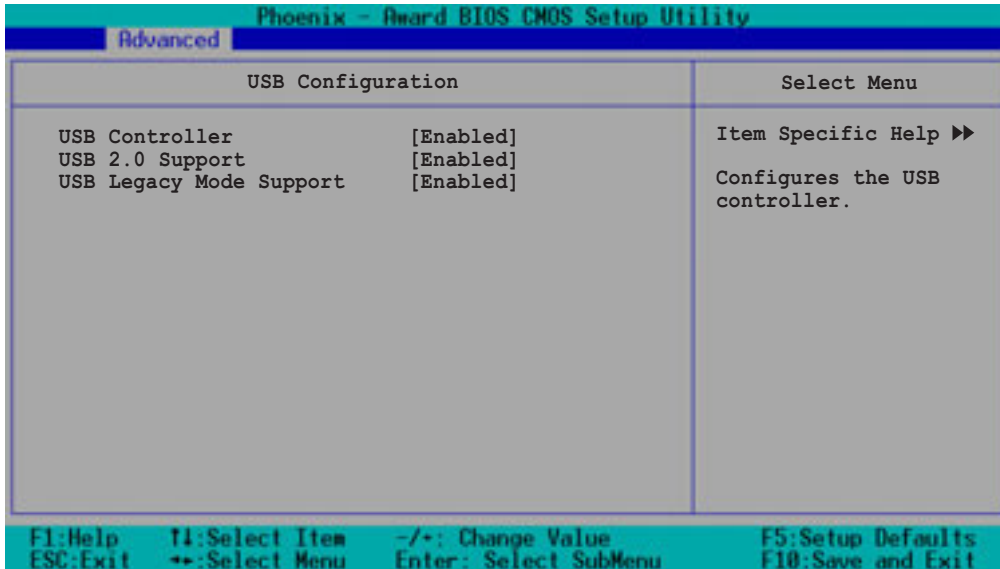 Phoenix - Award BIOS CMOS Setup Utility
Advanced
USB Configuration
Select Menu
USB Controller [Enabled]
USB 2.0 Support [Enabled]
USB Legacy Mode Support [Enabled]
Item Specific Help ▶▶
Configures the USB
controller.
F1:Help ↑↓:Select Item -/+: Change Value F5:Setup Defaults
ESC:Exit ←→:Select Menu Enter: Select SubMenu F10:Save and Exit